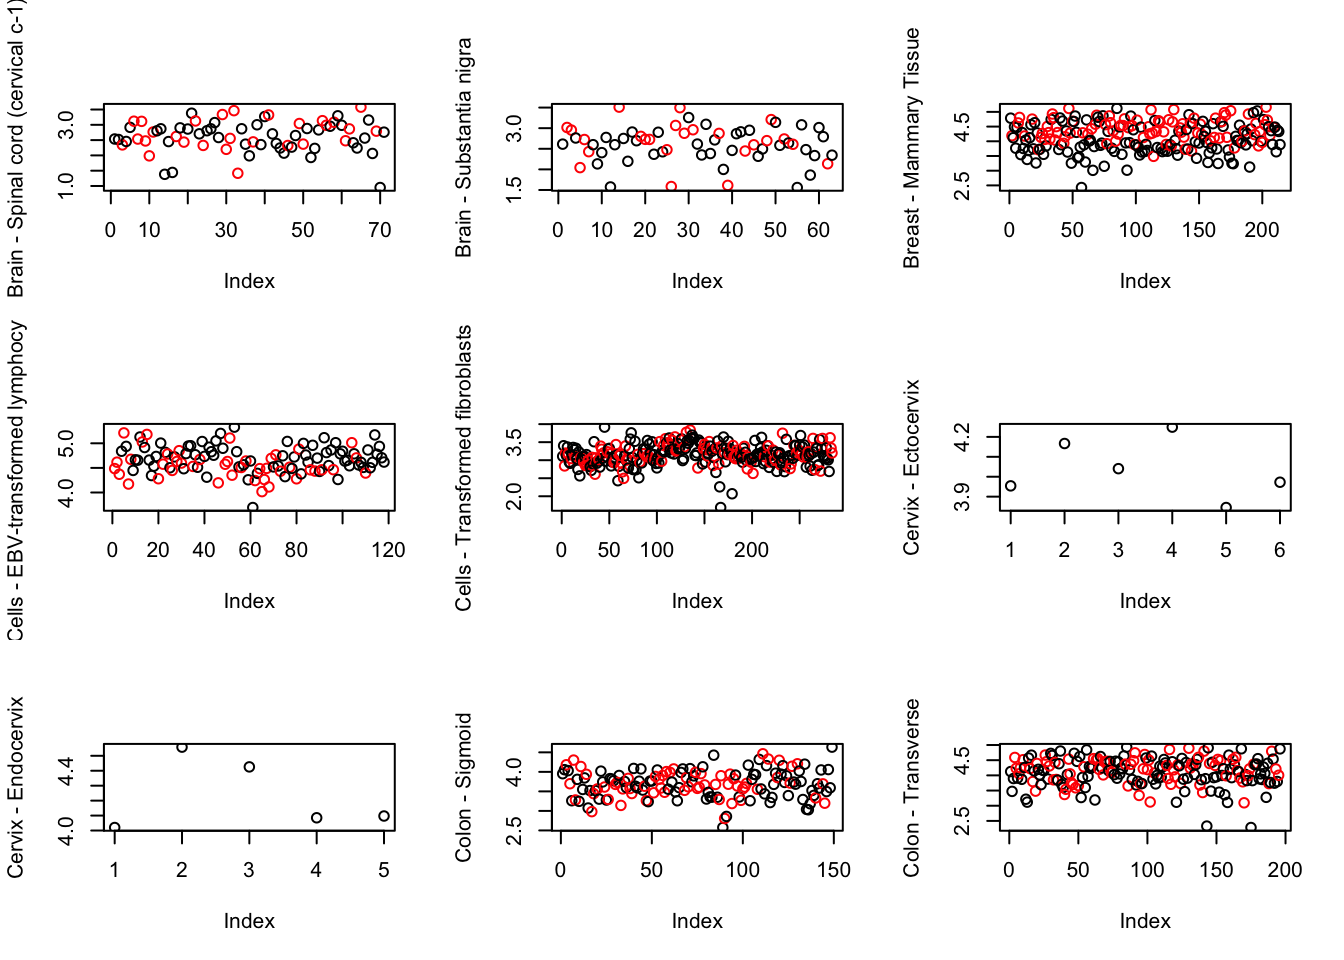 Brain - Spinal cord (cervical c-1)
1.0 3.0
0 10 30 50 70
Index
Brain - Substantia nigra
1.5 3.0
0 10 20 30 40 50 60
Index
Breast - Mammary Tissue
2.5 4.5
0 50 100 150 200
Index
Cells - EBV-transformed lymphocy
4.0 5.0
0 20 40 60 80 120
Index
Cells - Transformed fibroblasts
2.0 3.5
0 50 100 200
Index
Cervix - Ectocervix
3.9 4.2
1 2 3 4 5 6
Index
Cervix - Endocervix
4.0 4.4
1 2 3 4 5
Index
Colon - Sigmoid
2.5 4.0
0 50 100 150
Index
Colon - Transverse
2.5 4.5
0 50 100 150 200
Index